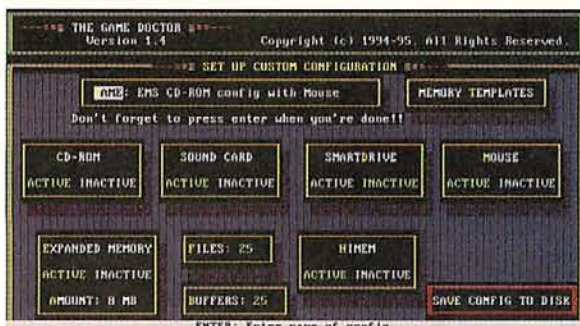 THE GAME DOCTOR
Version 1.4
Copyright (c) 1994-95, All Rights Reserved.
SET UP CUSTOM CONFIGURATION
NAME: EMS CD-ROM config with Mouse
MEMORY TEMPLATES
Don't forget to press enter when you're done!!
CD-ROM
ACTIVE INACTIVE
SOUND CARD
ACTIVE INACTIVE
SMARTDRIVE
ACTIVE INACTIVE
MOUSE
ACTIVE INACTIVE
EXPANDED MEMORY
ACTIVE INACTIVE
AMOUNT: 8 MB
FILES: 25
BUFFERS: 25
HIMEM
ACTIVE INACTIVE
SAVE CONFIG TO DISK
ENTER: Enter name of config